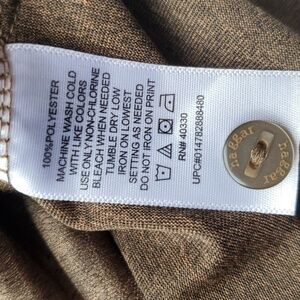 100%POLYESTER
MACHINE WASH COLD
WITH LIKE COLORS
USE ONLY NON-CHLORINE
BLEACH WHEN NEEDED
TUMBLE DRY LOW
IRON ON LOWEST
SETTING AS NEEDED
DO NOT IRON ON PRINT
RN# 40330
UPC#014782888480
haggar
haggar